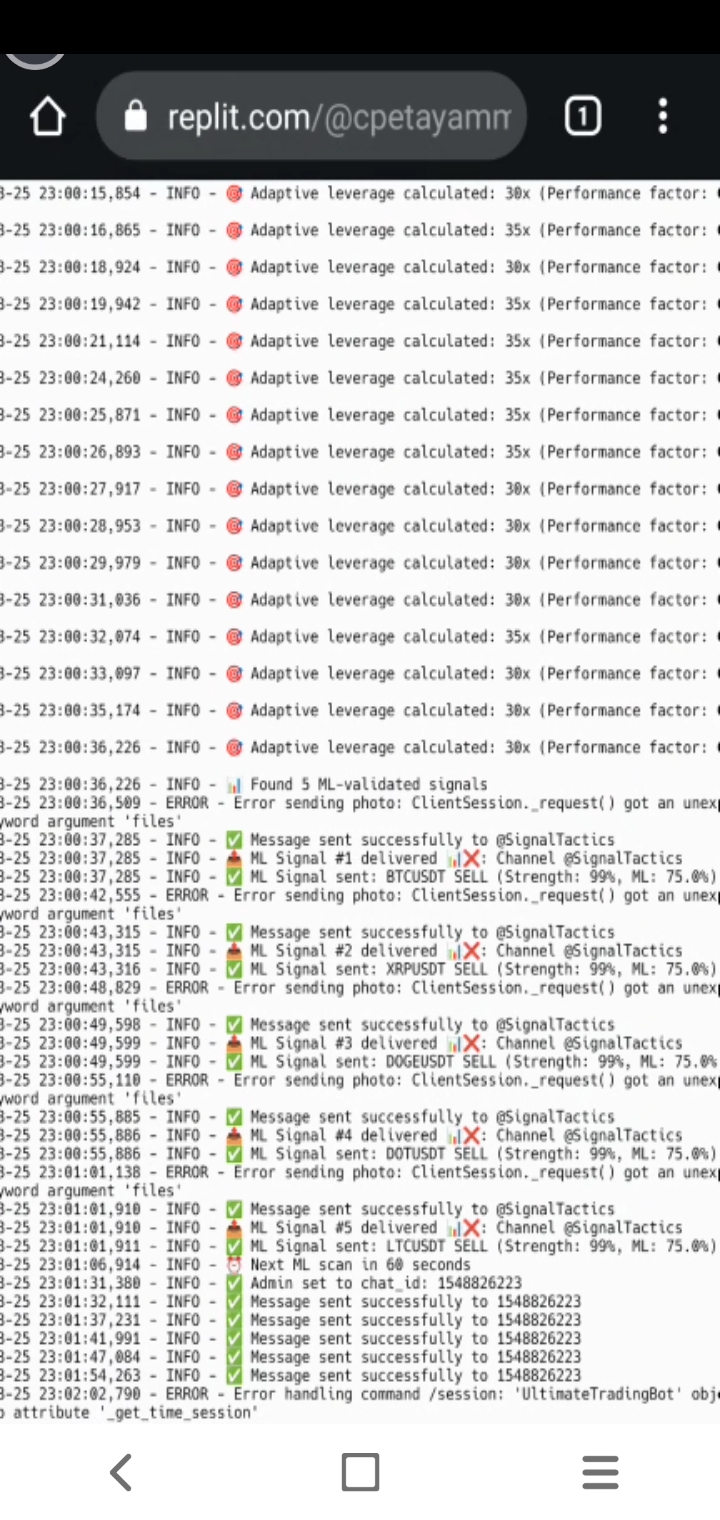 replit.com/@cpetayamm
1
3-25 23:00:15,854 - INFO - 🎯 Adaptive leverage calculated: 30x (Performance factor:
3-25 23:00:16,865 - INFO - 🎯 Adaptive leverage calculated: 35x (Performance factor:
3-25 23:00:18,924 - INFO - 🎯 Adaptive leverage calculated: 30x (Performance factor:
3-25 23:00:19,942 - INFO - 🎯 Adaptive leverage calculated: 35x (Performance factor:
3-25 23:00:21,114 - INFO - 🎯 Adaptive leverage calculated: 35x (Performance factor:
3-25 23:00:24,260 - INFO - 🎯 Adaptive leverage calculated: 35x (Performance factor:
3-25 23:00:25,871 - INFO - 🎯 Adaptive leverage calculated: 35x (Performance factor:
3-25 23:00:26,893 - INFO - 🎯 Adaptive leverage calculated: 35x (Performance factor:
3-25 23:00:27,917 - INFO - 🎯 Adaptive leverage calculated: 30x (Performance factor:
3-25 23:00:28,953 - INFO - 🎯 Adaptive leverage calculated: 30x (Performance factor:
3-25 23:00:29,979 - INFO - 🎯 Adaptive leverage calculated: 30x (Performance factor:
3-25 23:00:31,036 - INFO - 🎯 Adaptive leverage calculated: 30x (Performance factor:
3-25 23:00:32,074 - INFO - 🎯 Adaptive leverage calculated: 35x (Performance factor:
3-25 23:00:33,097 - INFO - 🎯 Adaptive leverage calculated: 30x (Performance factor:
3-25 23:00:35,174 - INFO - 🎯 Adaptive leverage calculated: 30x (Performance factor:
3-25 23:00:36,226 - INFO - 🎯 Adaptive leverage calculated: 30x (Performance factor:
3-25 23:00:36,226 - INFO - 📊 Found 5 ML-validated signals
3-25 23:00:36,509 - ERROR - Error sending photo: ClientSession._request() got an unexp
yword argument 'files'
3-25 23:00:37,285 - INFO - ✅ Message sent successfully to @SignalTactics
3-25 23:00:37,285 - INFO - 📤 ML Signal #1 delivered 📊❌: Channel @SignalTactics
3-25 23:00:37,285 - INFO - ✅ ML Signal sent: BTCUSDT SELL (Strength: 99%, ML: 75.0%)
3-25 23:00:42,555 - ERROR - Error sending photo: ClientSession._request() got an unexp
yword argument 'files'
3-25 23:00:43,315 - INFO - ✅ Message sent successfully to @SignalTactics
3-25 23:00:43,315 - INFO - 📤 ML Signal #2 delivered 📊❌: Channel @SignalTactics
3-25 23:00:43,316 - INFO - ✅ ML Signal sent: XRPUSDT SELL (Strength: 99%, ML: 75.0%)
3-25 23:00:48,829 - ERROR - Error sending photo: ClientSession._request() got an unexp
yword argument 'files'
3-25 23:00:49,598 - INFO - ✅ Message sent successfully to @SignalTactics
3-25 23:00:49,599 - INFO - 📤 ML Signal #3 delivered 📊❌: Channel @SignalTactics
3-25 23:00:49,599 - INFO - ✅ ML Signal sent: DOGEUSDT SELL (Strength: 99%, ML: 75.0%
3-25 23:00:55,110 - ERROR - Error sending photo: ClientSession._request() got an unexp
yword argument 'files'
3-25 23:00:55,885 - INFO - ✅ Message sent successfully to @SignalTactics
3-25 23:00:55,886 - INFO - 📤 ML Signal #4 delivered 📊❌: Channel @SignalTactics
3-25 23:00:55,886 - INFO - ✅ ML Signal sent: DOTUSDT SELL (Strength: 99%, ML: 75.0%)
3-25 23:01:01,138 - ERROR - Error sending photo: ClientSession._request() got an unexp
yword argument 'files'
3-25 23:01:01,910 - INFO - ✅ Message sent successfully to @SignalTactics
3-25 23:01:01,910 - INFO - 📤 ML Signal #5 delivered 📊❌: Channel @SignalTactics
3-25 23:01:01,911 - INFO - ✅ ML Signal sent: LTCUSDT SELL (Strength: 99%, ML: 75.0%)
3-25 23:01:06,914 - INFO - ⏰ Next ML scan in 60 seconds
3-25 23:01:31,380 - INFO - ✅ Admin set to chat_id: 1548826223
3-25 23:01:32,111 - INFO - ✅ Message sent successfully to 1548826223
3-25 23:01:37,231 - INFO - ✅ Message sent successfully to 1548826223
3-25 23:01:41,991 - INFO - ✅ Message sent successfully to 1548826223
3-25 23:01:47,084 - INFO - ✅ Message sent successfully to 1548826223
3-25 23:01:54,263 - INFO - ✅ Message sent successfully to 1548826223
3-25 23:02:02,790 - ERROR - Error handling command /session: 'UltimateTradingBot' obje
o attribute '_get_time_session'